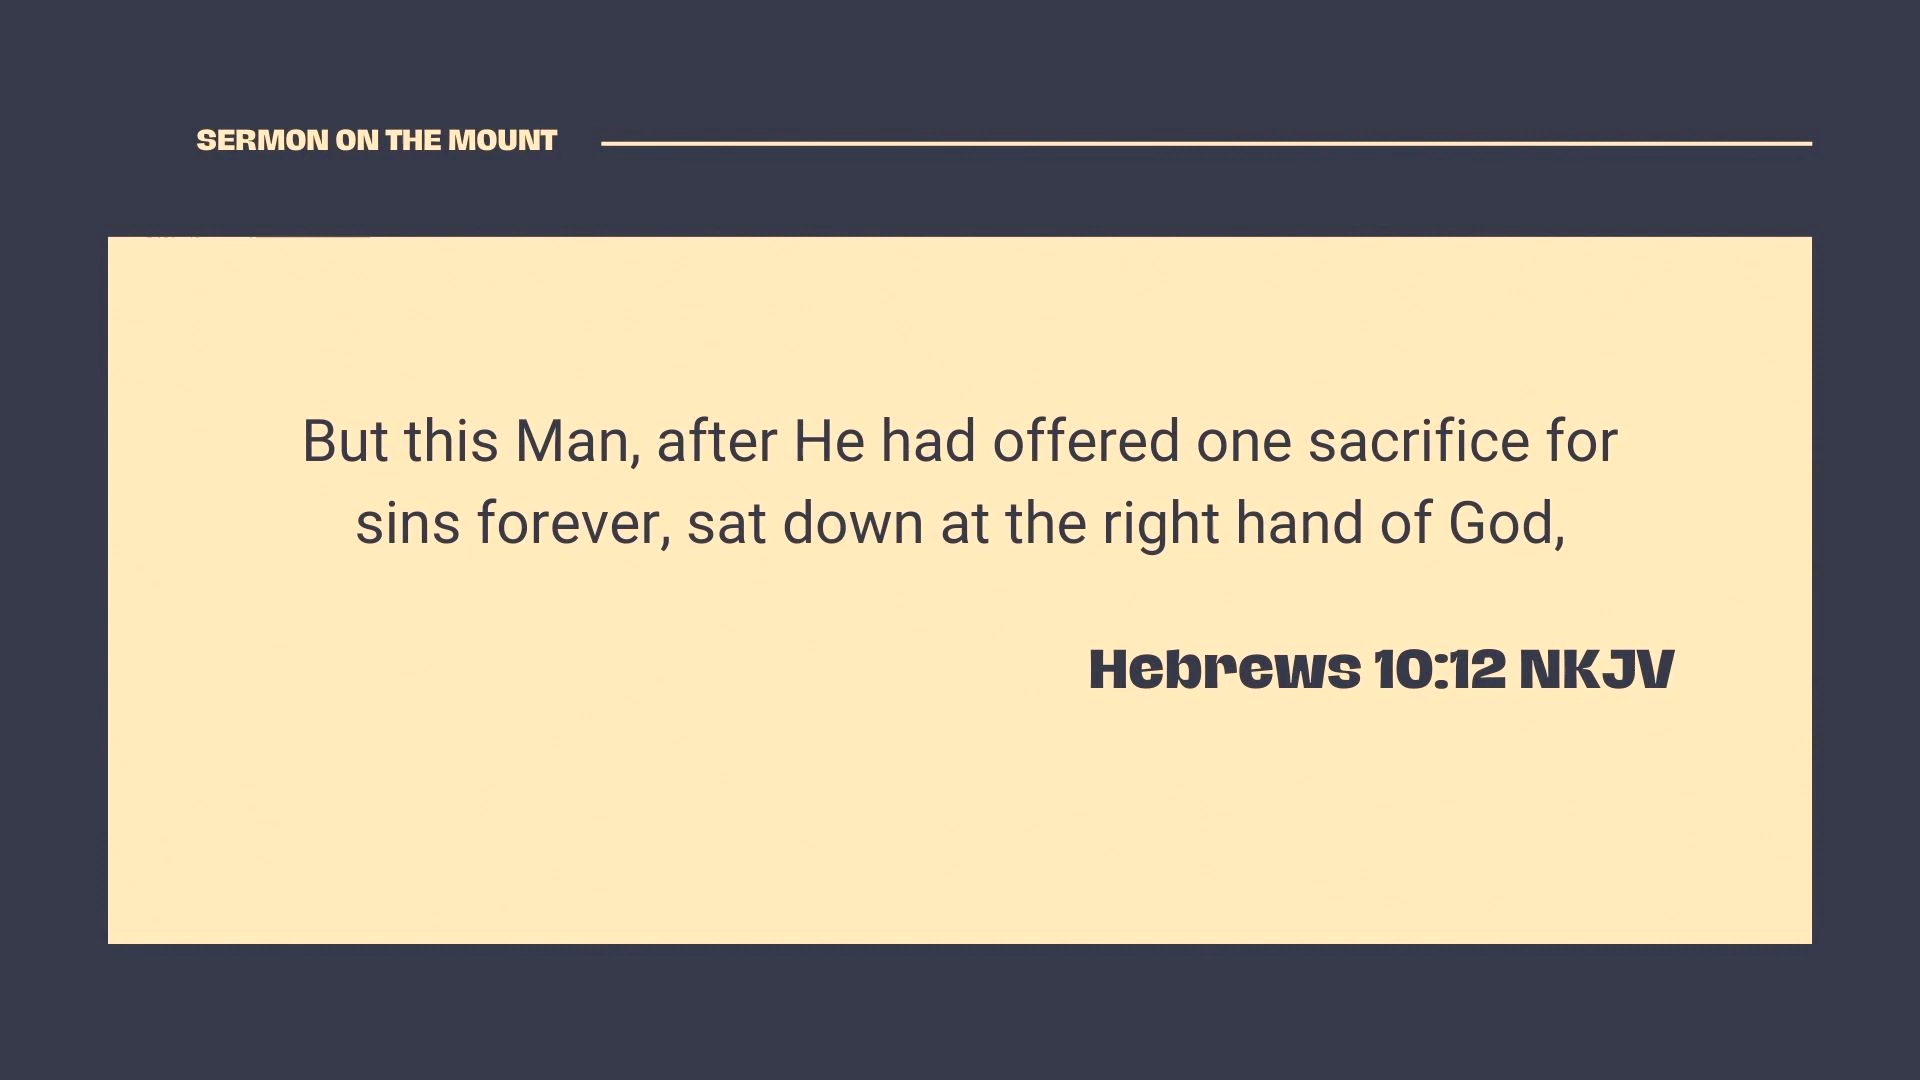 SERMON ON THE MOUNT
But this Man, after He had offered one sacrifice for
sins forever, sat down at the right hand of God,
Hebrews 10:12 NKJV